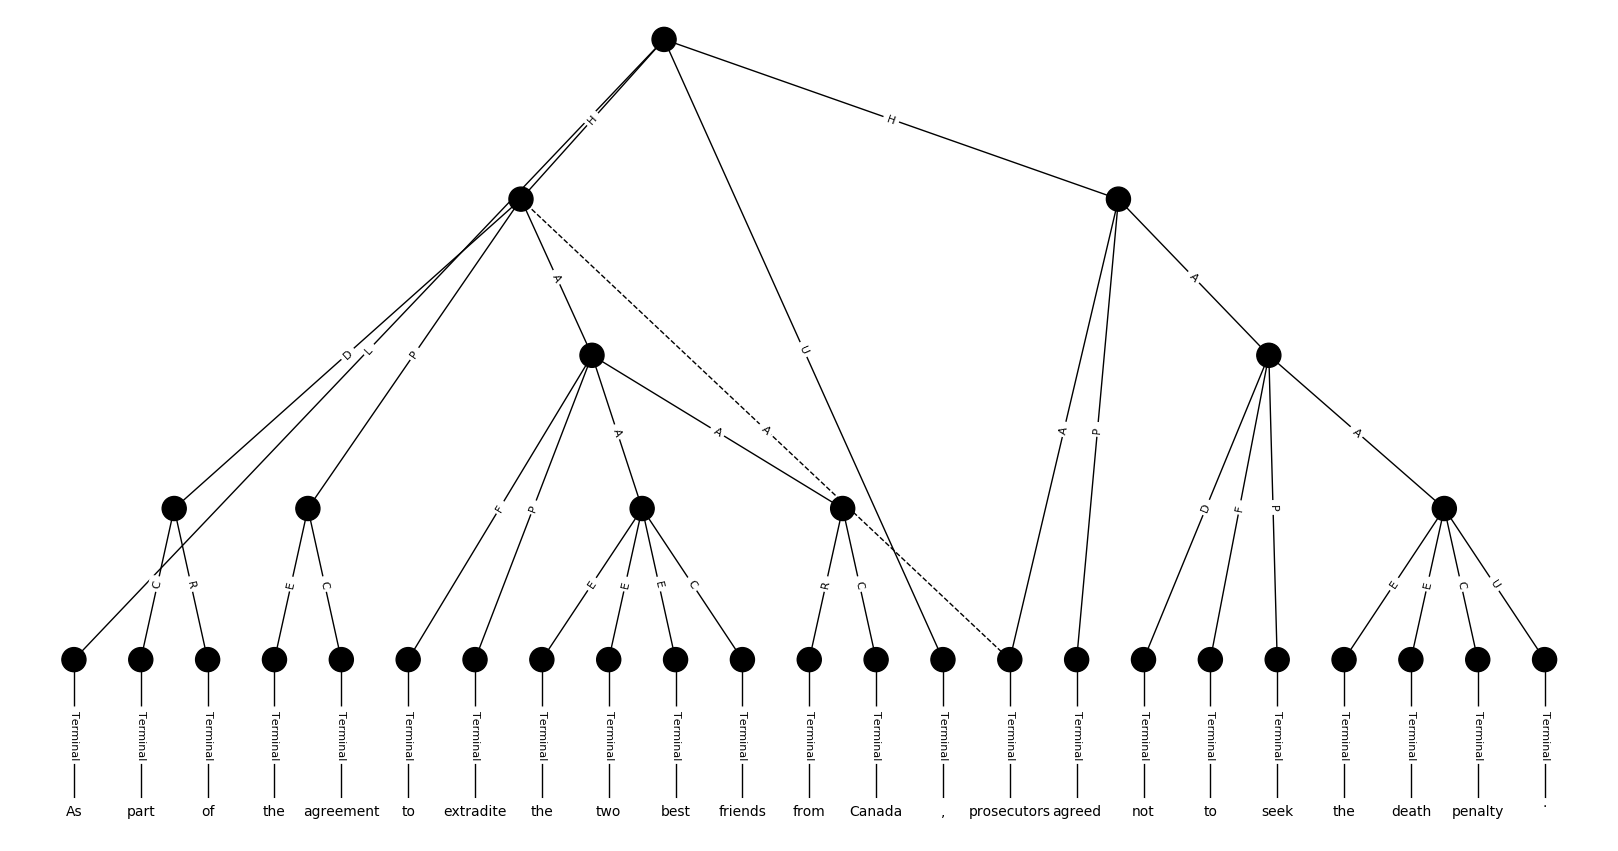 H
H
A
D
L
P
U
A
A
P
A
A
A
F
P
D
F
P
C
R
E
C
E
E
E
C
R
C
E
E
C
U
Terminal Terminal Terminal Terminal Terminal Terminal Terminal Terminal Terminal Terminal Terminal Terminal Terminal Terminal Terminal Terminal Terminal Terminal Terminal Terminal Terminal Terminal Terminal
As part of the agreement to extradite the two best friends from Canada , prosecutors agreed not to seek the death penalty .